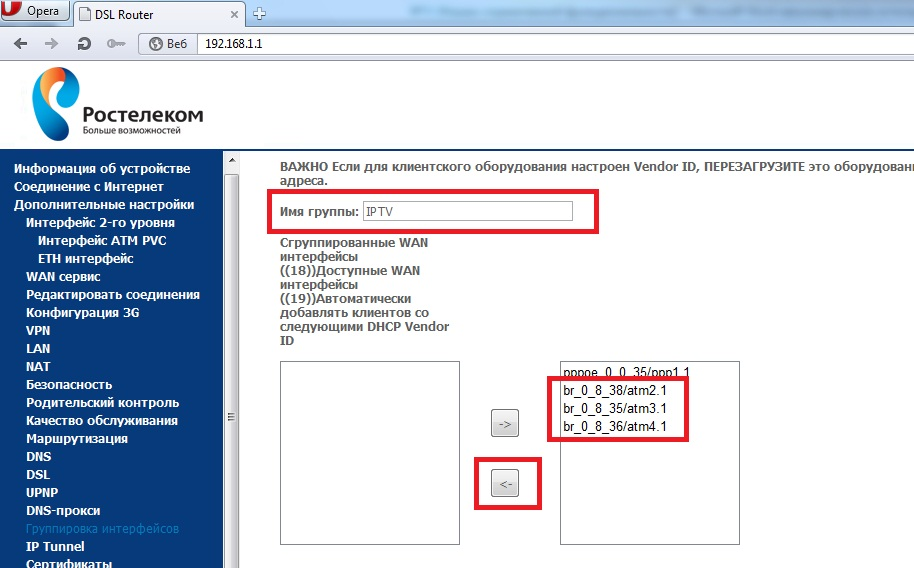 Opera
DSL Router
Веб
192.168.1.1
Ростелеком
Больше возможностей
Информация об устройстве
Соединение с Интернет
Дополнительные настройки
Интерфейс 2-го уровня
Интерфейс ATM PVC
ETH интерфейс
WAN сервис
Редактировать соединения
Конфигурация 3G
VPN
LAN
NAT
Безопасность
Родительский контроль
Качество обслуживания
Маршрутизация
DNS
DSL
UPNP
DNS-прокси
Группировка интерфейсов
IP Tunnel
Сертификаты
ВАЖНО Если для клиентского оборудования настроен Vendor ID, ПЕРЕЗАГРУЗИТЕ это оборудован
адреса.
Имя группы: IPTV
Сгруппированные WAN
интерфейсы
((18))Доступные WAN
интерфейсы
((19))Автоматически
добавлять клиентов со
следующими DHCP Vendor
ID
->
<-
pppoe_0_0_35/ppp1.1
br_0_8_38/atm2.1
br_0_8_35/atm3.1
br_0_8_36/atm4.1